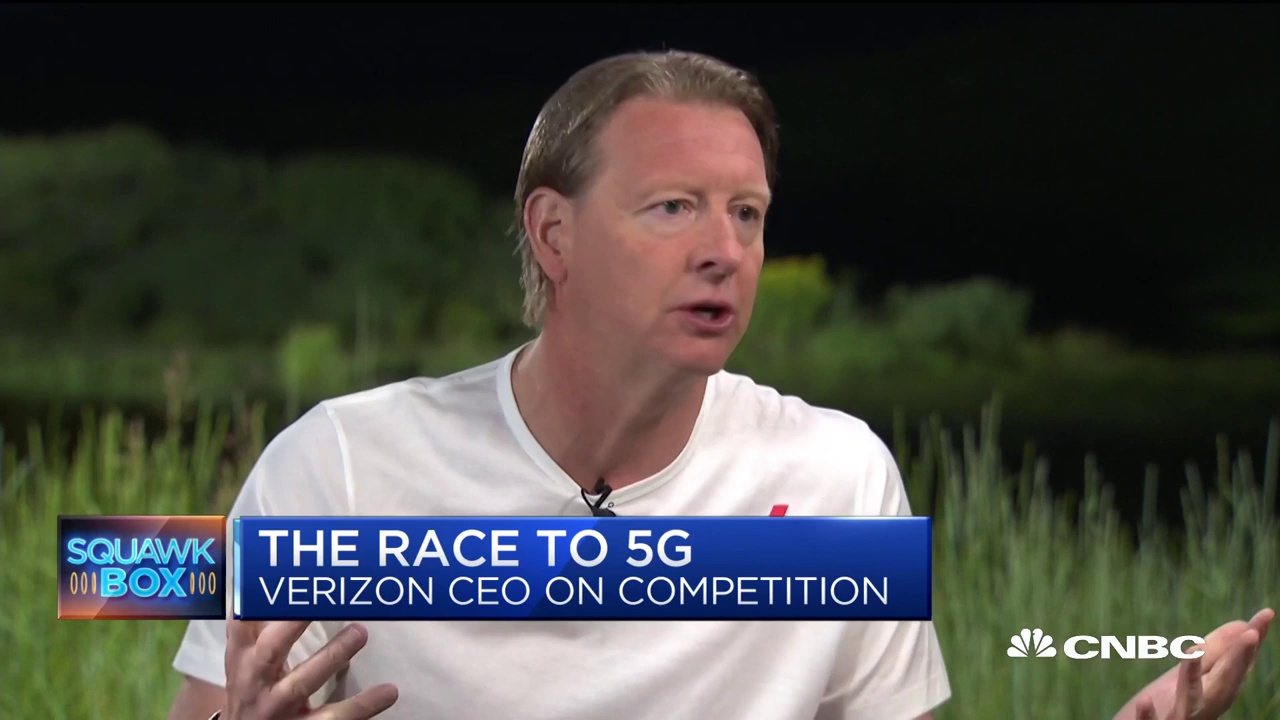 SQUAWK
BOX
THE RACE TO 5G
VERIZON CEO ON COMPETITION
CNBC